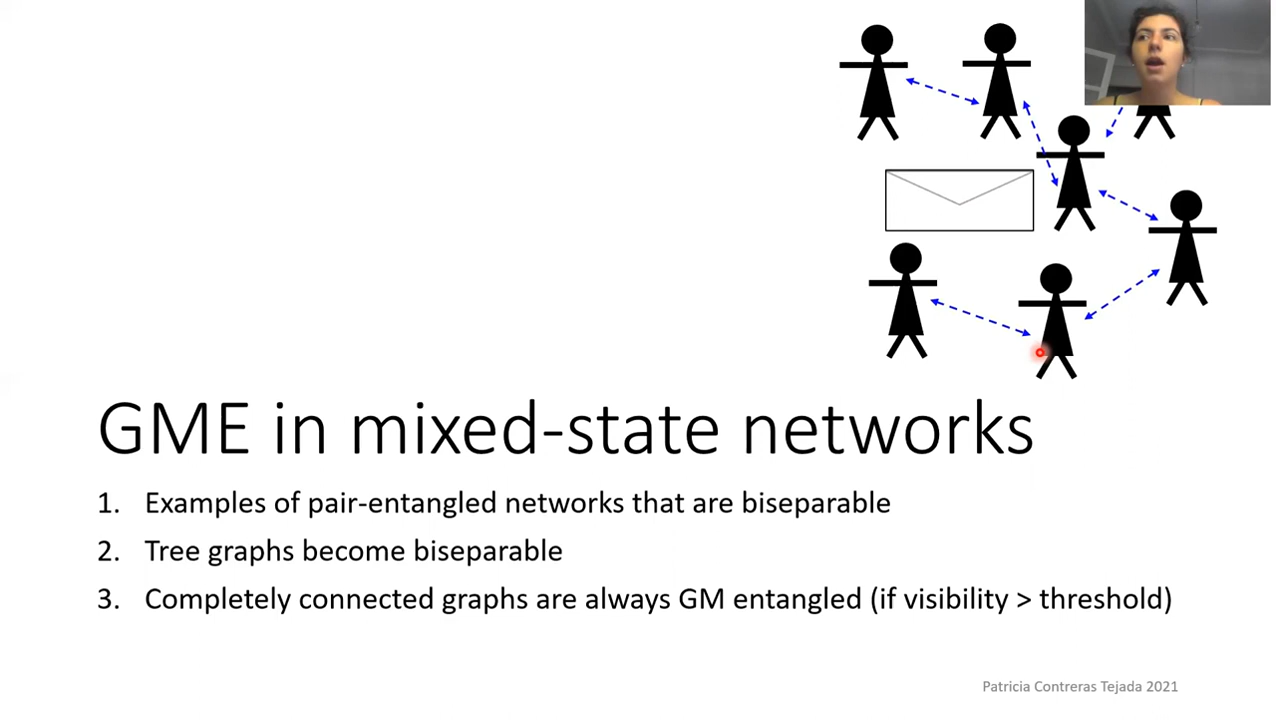 GME in mixed-state networks
1. Examples of pair-entangled networks that are biseparable
2. Tree graphs become biseparable
3. Completely connected graphs are always GM entangled (if visibility > threshold)
Patricia Contreras Tejada 2021